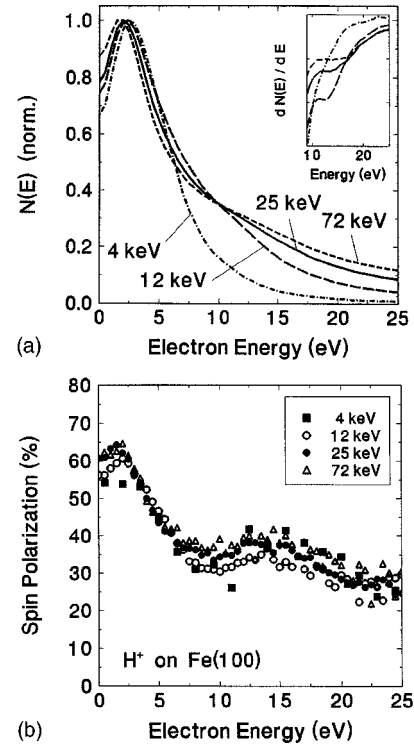 (a)
N(E) (norm.)
1.0
0.8
0.6
0.4
0.2
0.0
4 keV
12 keV
25 keV
72 keV
d N(E) / d E
10
20
Energy (eV)
0
5
10
15
20
25
Electron Energy (eV)
(b)
Spin Polarization (%)
80
70
60
50
40
30
20
10
0
4 keV
12 keV
25 keV
72 keV
H+ on Fe(100)
0
5
10
15
20
25
Electron Energy (eV)